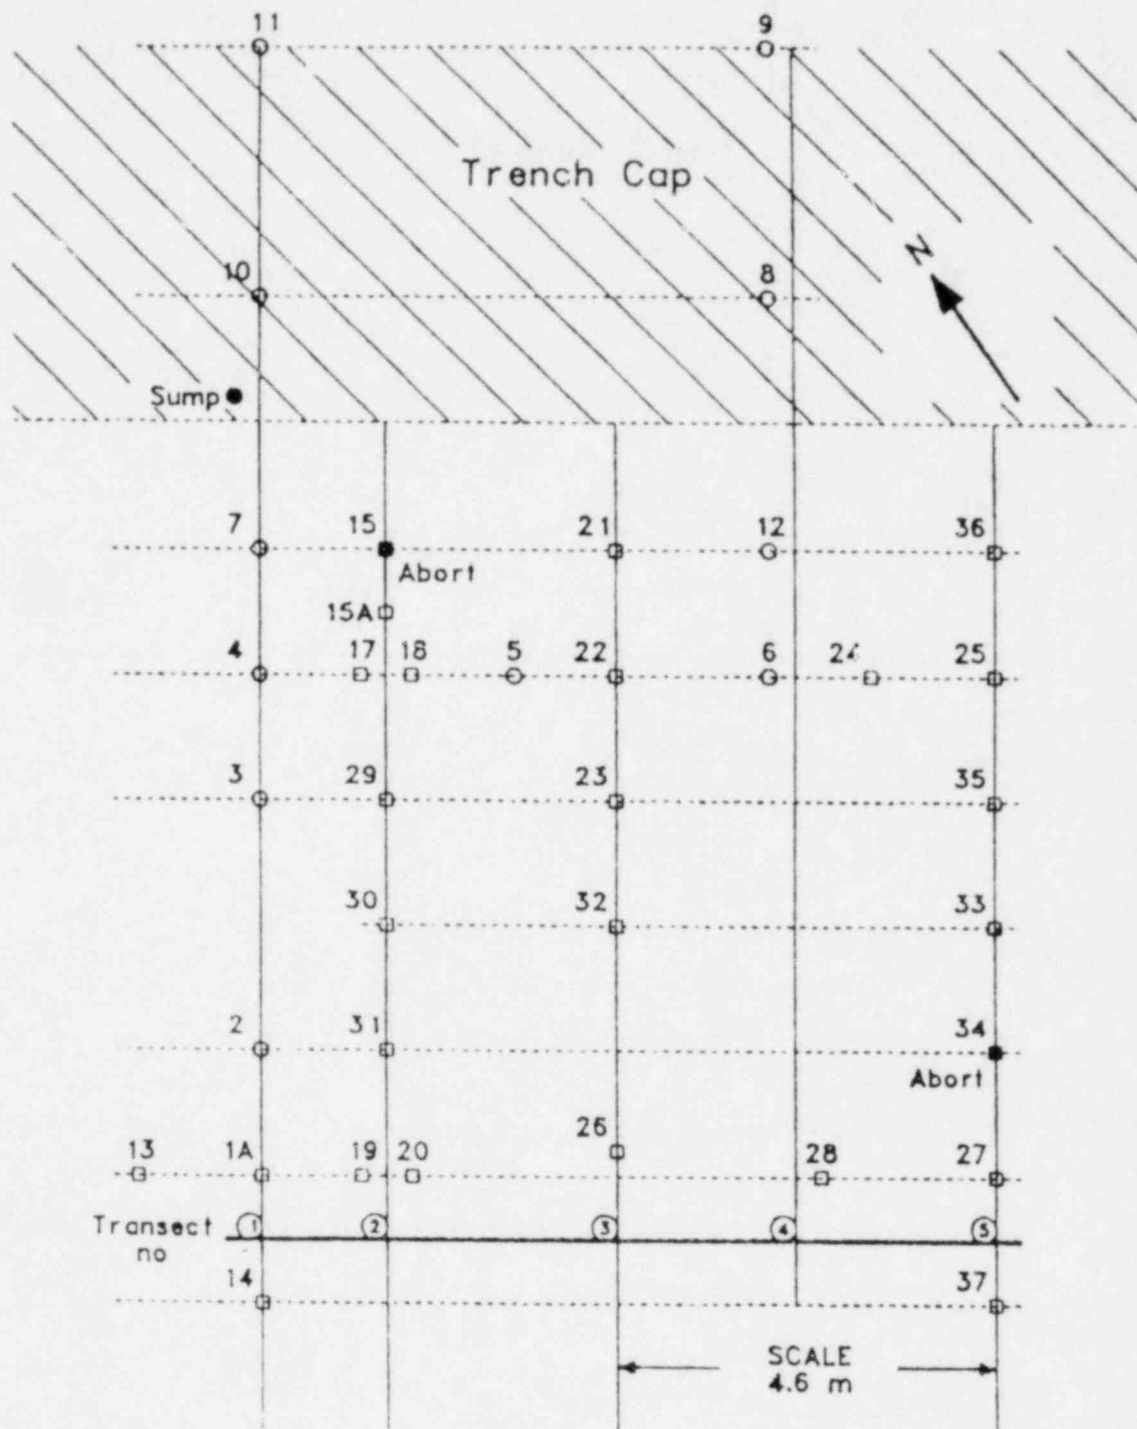 11 9
Trench Cap
N
10 8
Sump
7 15 21 12 36
Abort
15A
4 17 18 5 22 6 24 25
3 29 23 35
30 32 33
2 31 34
Abort
26
13 1A 19 20 28 27
Transect no 1 2 3 4 5
14 37
SCALE
4.6 m